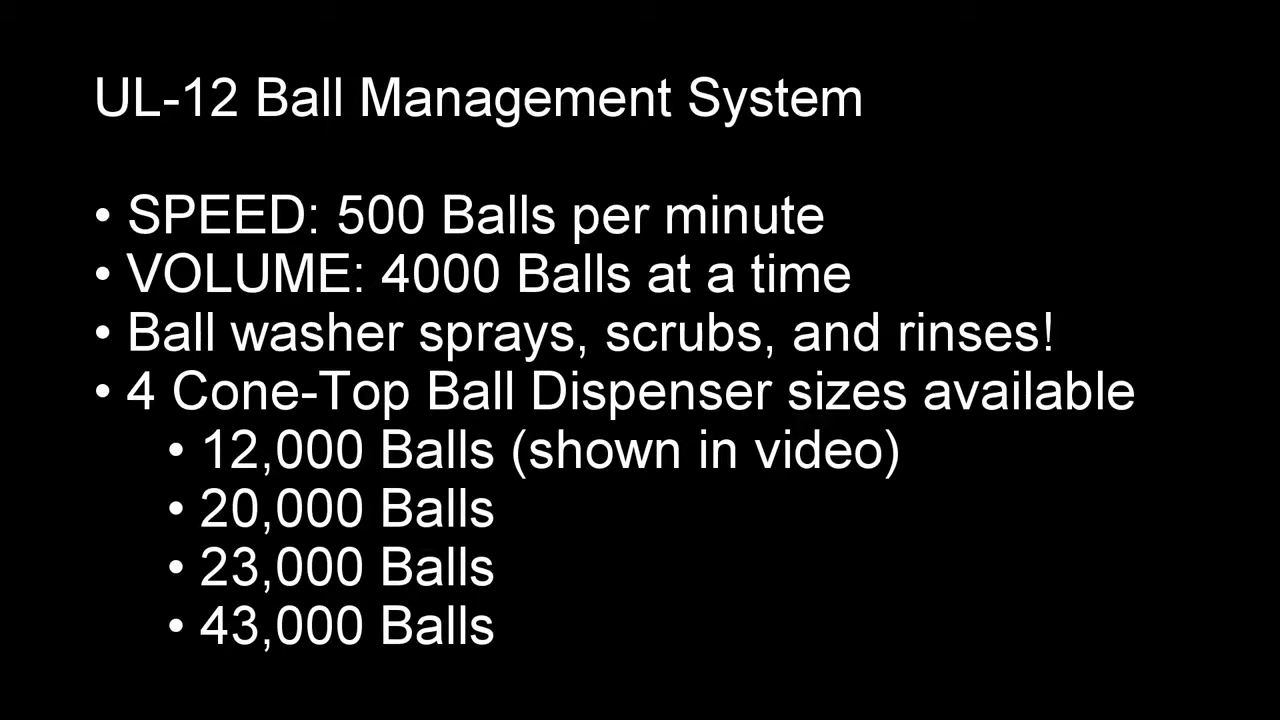 UL-12 Ball Management System
• SPEED: 500 Balls per minute
• VOLUME: 4000 Balls at a time
• Ball washer sprays, scrubs, and rinses!
• 4 Cone-Top Ball Dispenser sizes available
• 12,000 Balls (shown in video)
• 20,000 Balls
• 23,000 Balls
• 43,000 Balls